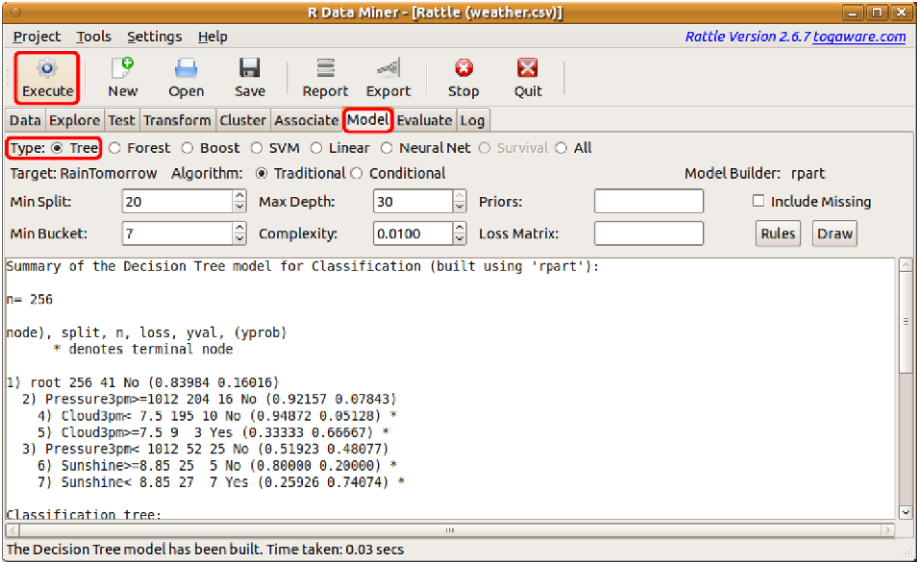 R Data Miner - [Rattle (weather.csv)]
Project Tools Settings Help Rattle Version 2.6.7 togaware.com
Execute New Open Save Report Export Stop Quit
Data Explore Test Transform Cluster Associate Model Evaluate Log
Type: Tree Forest Boost SVM Linear Neural Net Survival All
Target: RainTomorrow Algorithm: Traditional Conditional Model Builder: rpart
Min Split: 20 Max Depth: 30 Priors: Include Missing
Min Bucket: 7 Complexity: 0.0100 Loss Matrix: Rules Draw
Summary of the Decision Tree model for Classification (built using 'rpart'):
n= 256
node), split, n, loss, yval, (yprob)
* denotes terminal node
1) root 256 41 No (0.83984 0.16016)
2) Pressure3pm>=1012 204 16 No (0.92157 0.07843)
4) Cloud3pm< 7.5 195 10 No (0.94872 0.05128) *
5) Cloud3pm>=7.5 9 3 Yes (0.33333 0.66667) *
3) Pressure3pm< 1012 52 25 No (0.51923 0.48077)
6) Sunshine>=8.85 25 5 No (0.80000 0.20000) *
7) Sunshine< 8.85 27 7 Yes (0.25926 0.74074) *
Classification tree:
The Decision Tree model has been built. Time taken: 0.03 secs